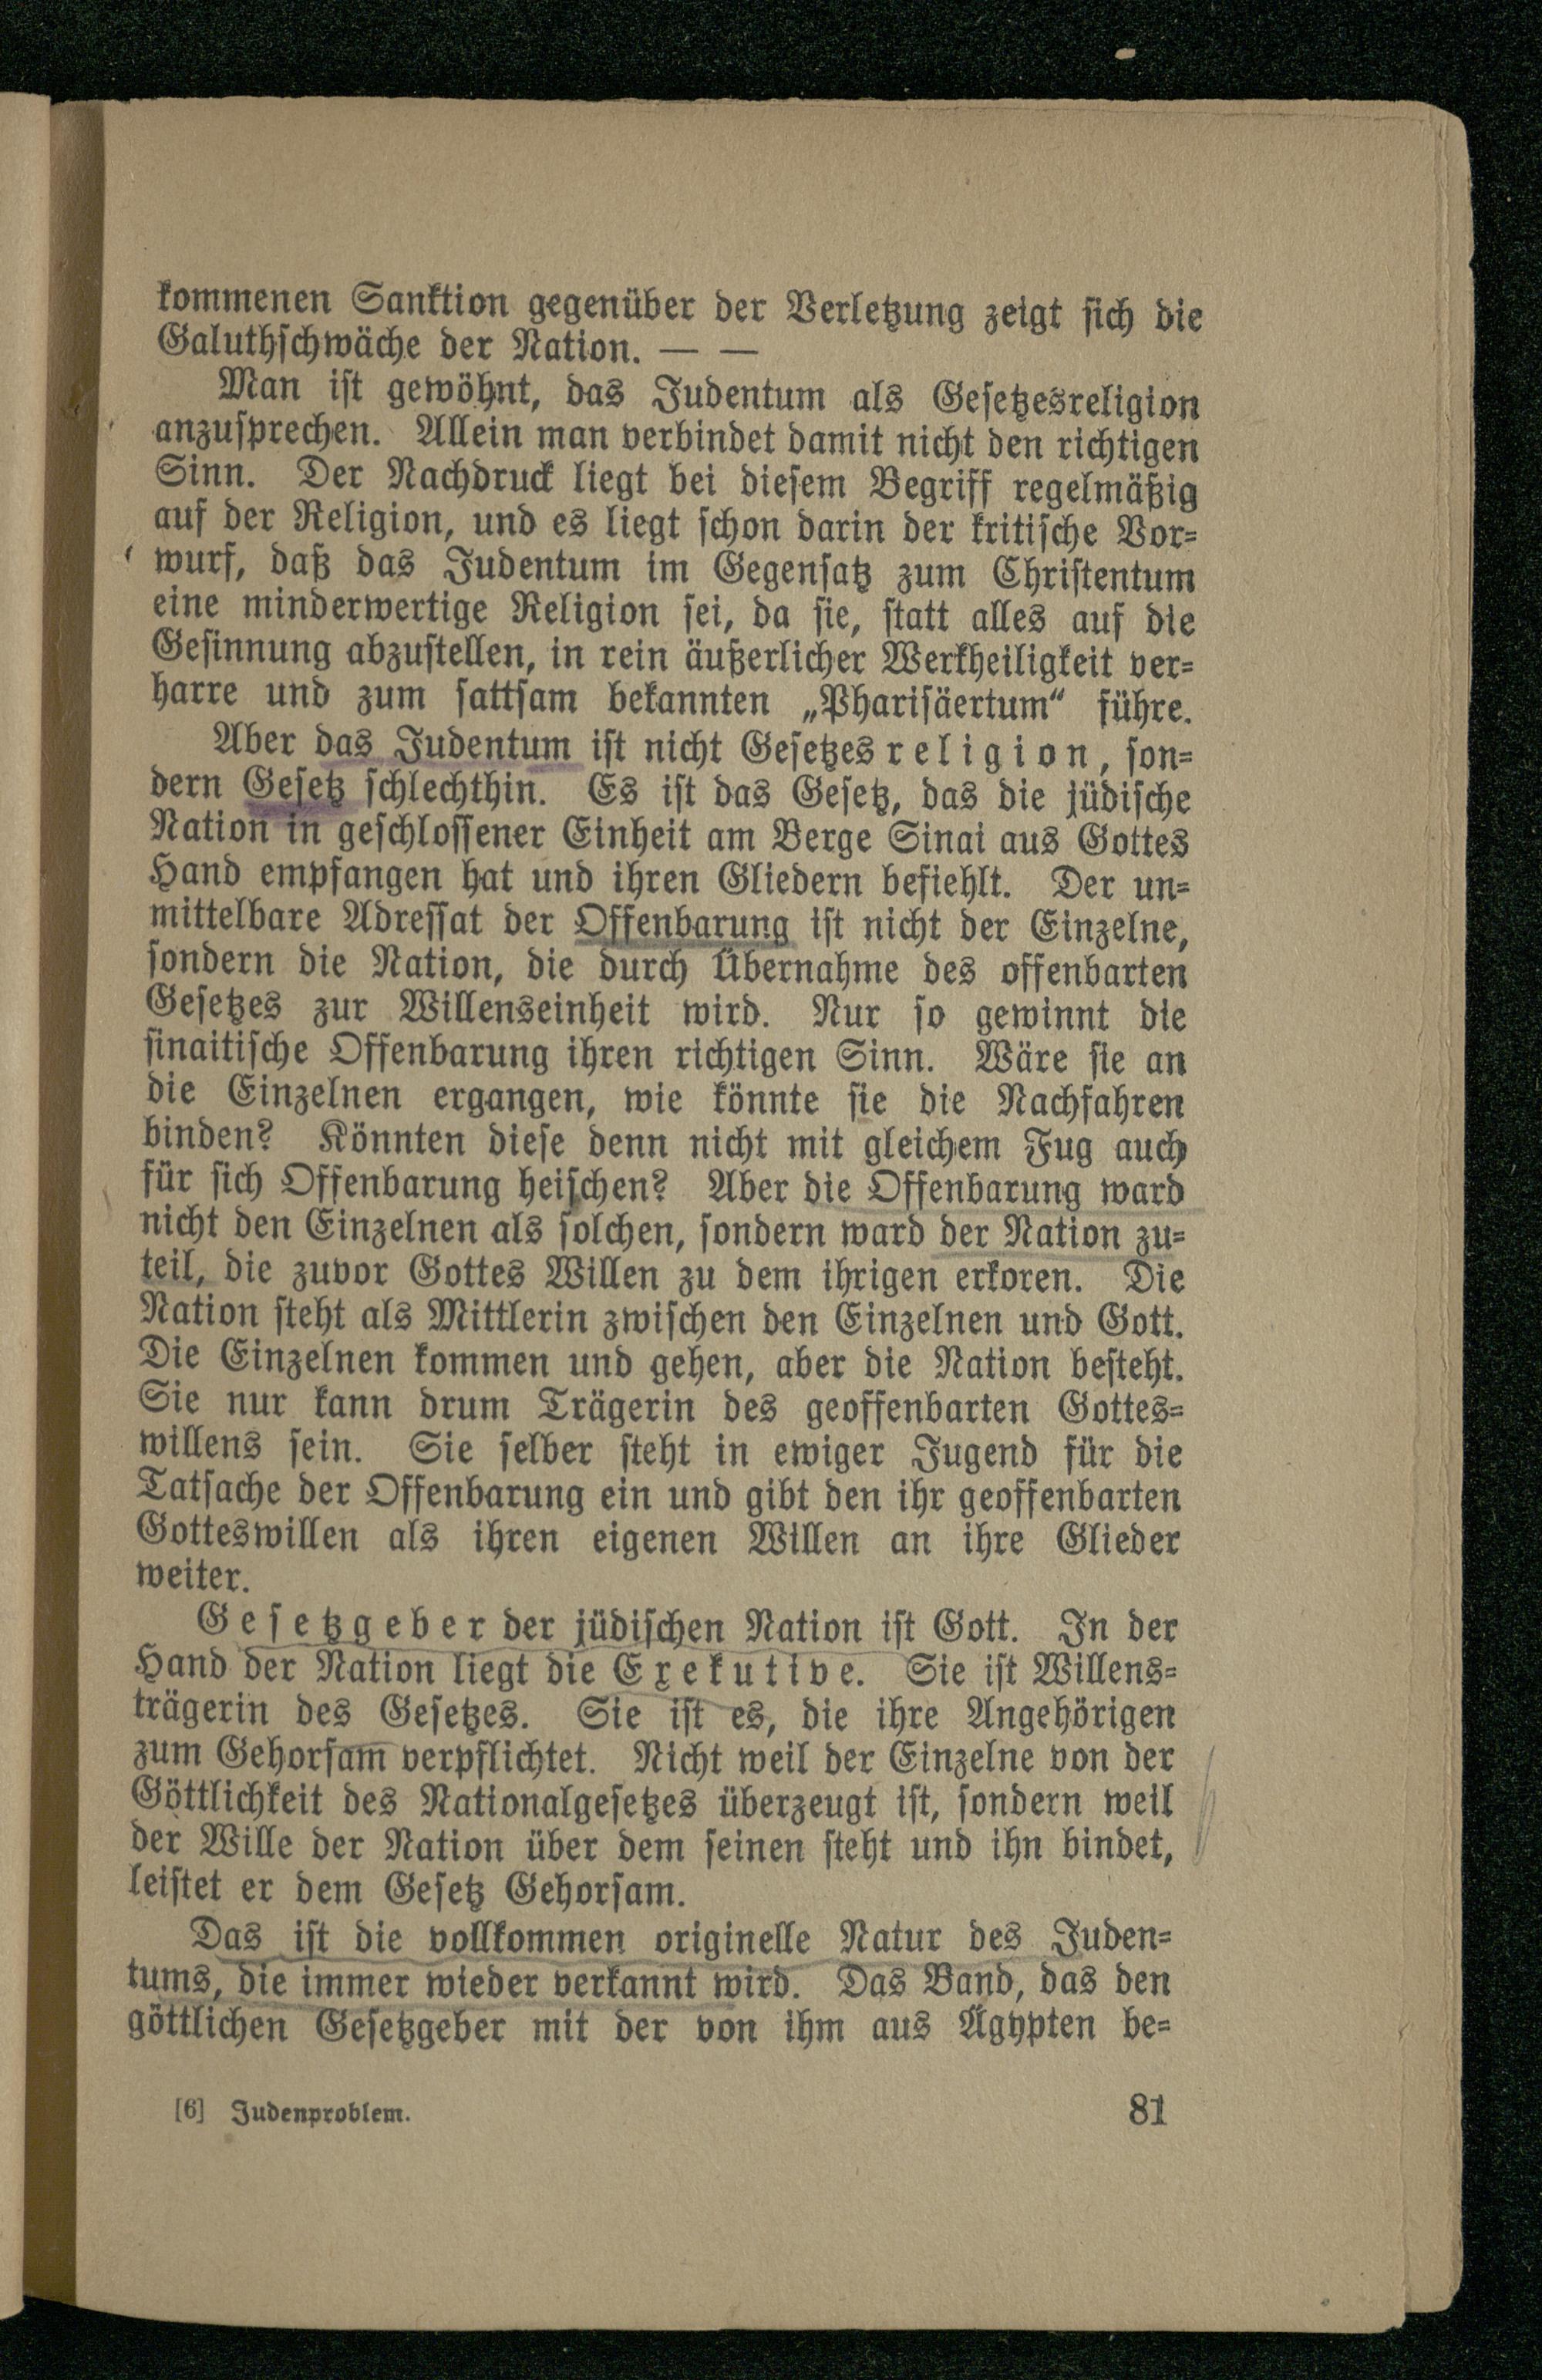 kommenen Sanktion gegenüber der Verletzung zeigt sich die
Galuthschwäche der Nation. — —
Man ist gewöhnt, das Judentum als Gesetzesreligion
anzusprechen. Allein man verbindet damit nicht den richtigen
Sinn. Der Nachdruck liegt bei diesem Begriff regelmäßig
auf der Religion, und es liegt schon darin der kritische Vor-
wurf, daß das Judentum im Gegensatz zum Christentum
eine minderwertige Religion sei, da sie, statt alles auf die
Gesinnung abzustellen, in rein äußerlicher Werkheiligkeit ver-
harre und zum sattsam bekannten „Pharisäertum“ führe.
Aber das Judentum ist nicht Gesetzesreligion, son-
dern Gesetz schlechthin. Es ist das Gesetz, das die jüdische
Nation in geschlossener Einheit am Berge Sinai aus Gottes
Hand empfangen hat und ihren Gliedern befiehlt. Der un-
mittelbare Adressat der Offenbarung ist nicht der Einzelne,
sondern die Nation, die durch Übernahme des offenbarten
Gesetzes zur Willenseinheit wird. Nur so gewinnt die
sinaitische Offenbarung ihren richtigen Sinn. Wäre sie an
die Einzelnen ergangen, wie könnte sie die Nachfahren
binden? Könnten diese denn nicht mit gleichem Fug auch
für sich Offenbarung heischen? Aber die Offenbarung ward
nicht den Einzelnen als solchen, sondern ward der Nation zu-
teil, die zuvor Gottes Willen zu dem ihrigen erkoren. Die
Nation steht als Mittlerin zwischen den Einzelnen und Gott.
Die Einzelnen kommen und gehen, aber die Nation besteht.
Sie nur kann drum Trägerin des geoffenbarten Gottes-
willens sein. Sie selber steht in ewiger Jugend für die
Tatsache der Offenbarung ein und gibt den ihr geoffenbarten
Gotteswillen als ihren eigenen Willen an ihre Glieder
weiter.
Gesetzgeber der jüdischen Nation ist Gott. In der
Hand der Nation liegt die Exekutive. Sie ist Willens-
trägerin des Gesetzes. Sie ist es, die ihre Angehörigen
zum Gehorsam verpflichtet. Nicht weil der Einzelne von der
Göttlichkeit des Nationalgesetzes überzeugt ist, sondern weil
der Wille der Nation über dem seinen steht und ihn bindet,
leistet er dem Gesetz Gehorsam.
Das ist die vollkommen originelle Natur des Juden-
tums, die immer wieder verkannt wird. Das Band, das den
göttlichen Gesetzgeber mit der von ihm aus Ägypten be-
[6] Judenproblem. 81